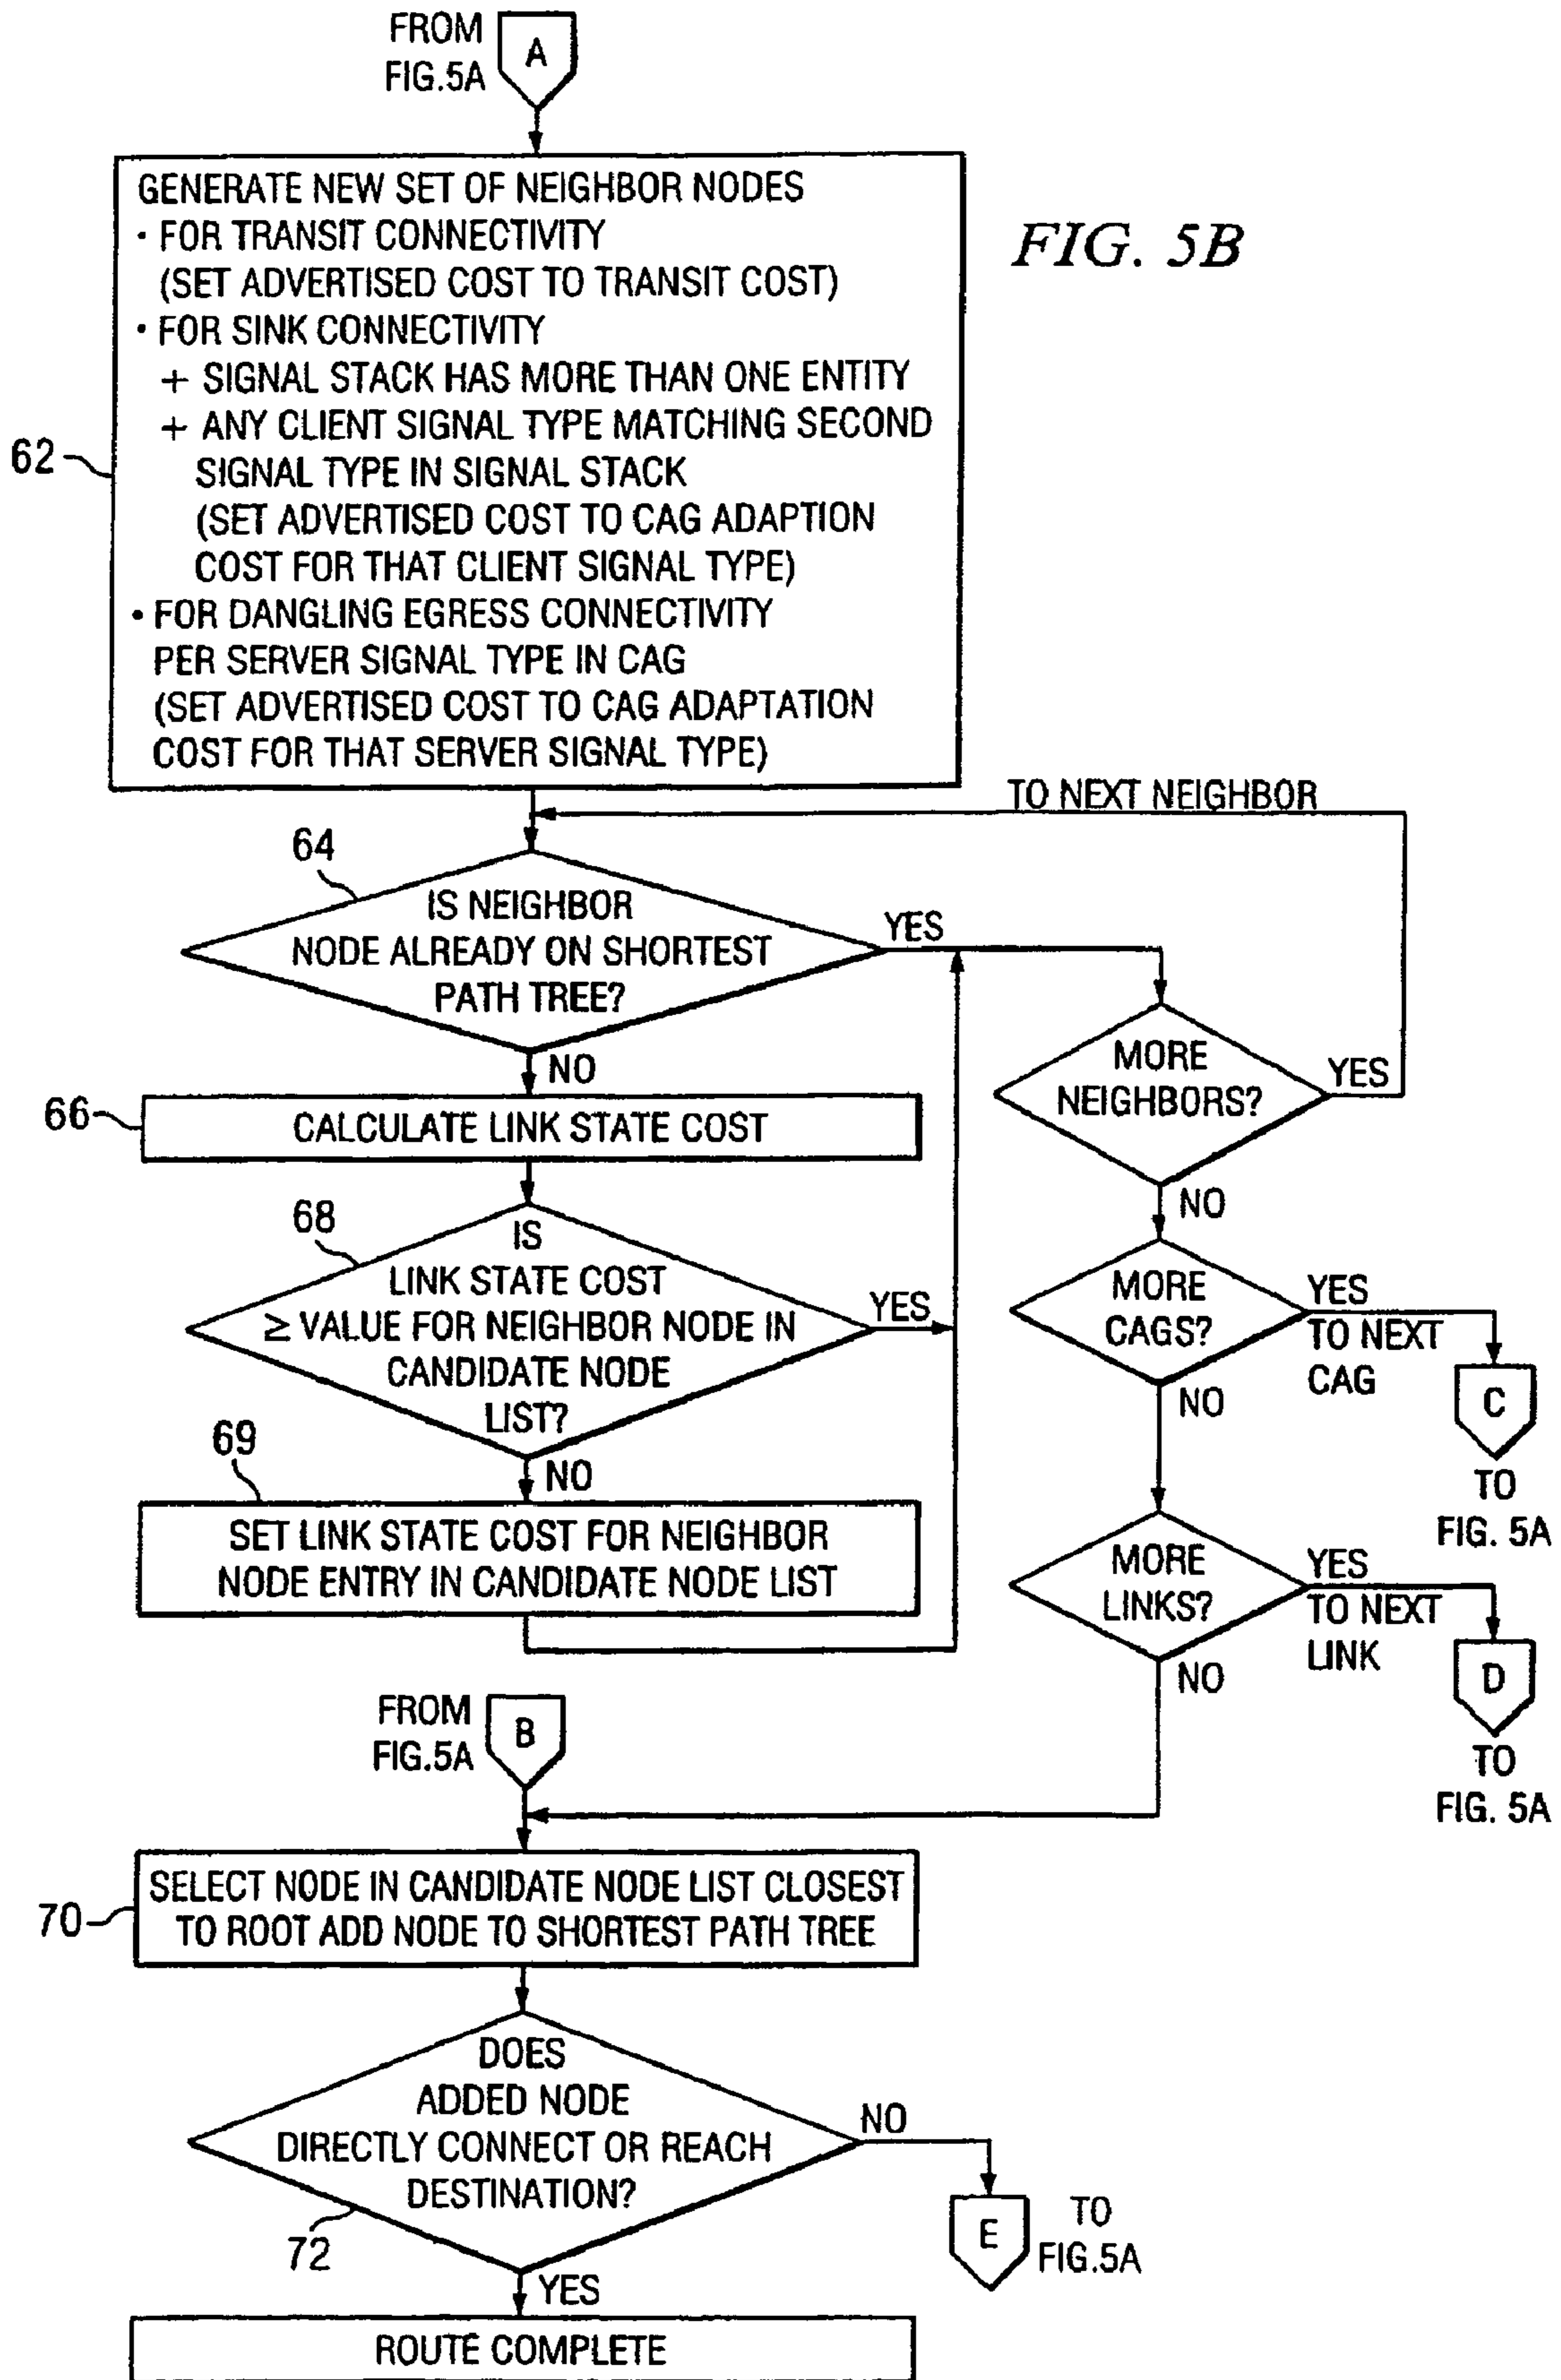 FROM
FIG.5A
A
GENERATE NEW SET OF NEIGHBOR NODES
• FOR TRANSIT CONNECTIVITY
(SET ADVERTISED COST TO TRANSIT COST)
• FOR SINK CONNECTIVITY
+ SIGNAL STACK HAS MORE THAN ONE ENTITY
+ ANY CLIENT SIGNAL TYPE MATCHING SECOND
SIGNAL TYPE IN SIGNAL STACK
(SET ADVERTISED COST TO CAG ADAPTION
COST FOR THAT CLIENT SIGNAL TYPE)
• FOR DANGLING EGRESS CONNECTIVITY
PER SERVER SIGNAL TYPE IN CAG
(SET ADVERTISED COST TO CAG ADAPTATION
COST FOR THAT SERVER SIGNAL TYPE)
62
FIG. 5B
TO NEXT NEIGHBOR
64
IS NEIGHBOR
NODE ALREADY ON SHORTEST
PATH TREE?
YES
NO
MORE
NEIGHBORS?
YES
NO
66
CALCULATE LINK STATE COST
68
IS
LINK STATE COST
≥ VALUE FOR NEIGHBOR NODE IN
CANDIDATE NODE
LIST?
YES
NO
MORE
CAGS?
YES
TO NEXT
CAG
NO
C
TO
FIG. 5A
69
SET LINK STATE COST FOR NEIGHBOR
NODE ENTRY IN CANDIDATE NODE LIST
MORE
LINKS?
YES
TO NEXT
LINK
NO
D
TO
FIG. 5A
FROM
FIG.5A
B
70
SELECT NODE IN CANDIDATE NODE LIST CLOSEST
TO ROOT ADD NODE TO SHORTEST PATH TREE
DOES
ADDED NODE
DIRECTLY CONNECT OR REACH
DESTINATION?
72
NO
E
TO
FIG.5A
YES
ROUTE COMPLETE